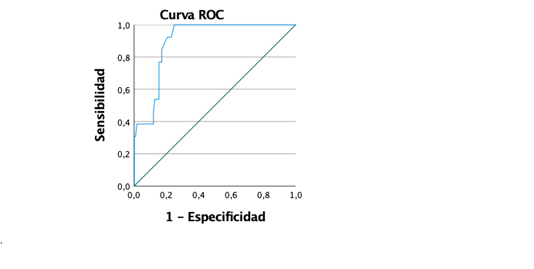 Curva ROC
1,0
0,8
0,6
0,4
0,2
0,0
Sensibilidad
0,0 0,2 0,4 0,6 0,8 1,0
1 – Especificidad
.